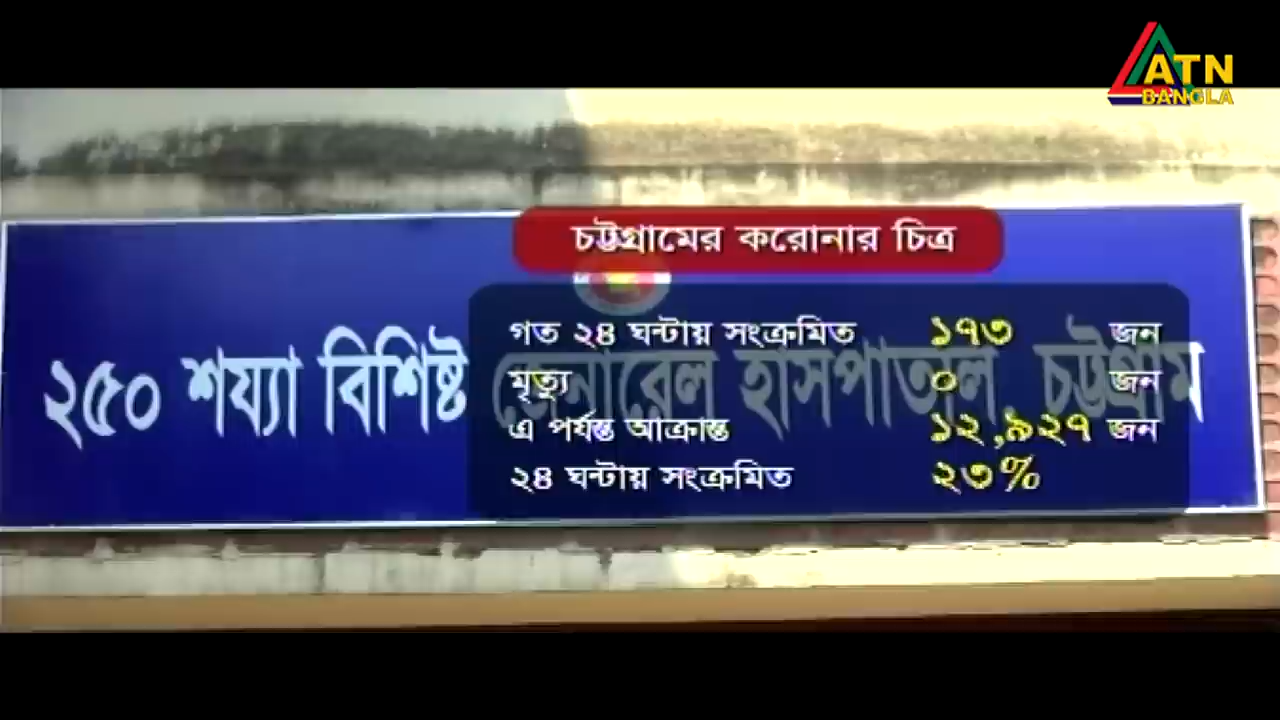 ATN
BANGLA
চট্টগ্রামের করোনার চিত্র
গত ২৪ ঘন্টায় সংক্রমিত ১৭৩ জন
মৃত্যু ০ জন
এ পর্যন্ত আক্রান্ত ১২,৯২৭ জন
২৪ ঘন্টায় সংক্রমিত ২৩%
২৫০ শয্যা বিশিষ্ট জেনারেল হাসপাতাল, চট্টগ্রাম